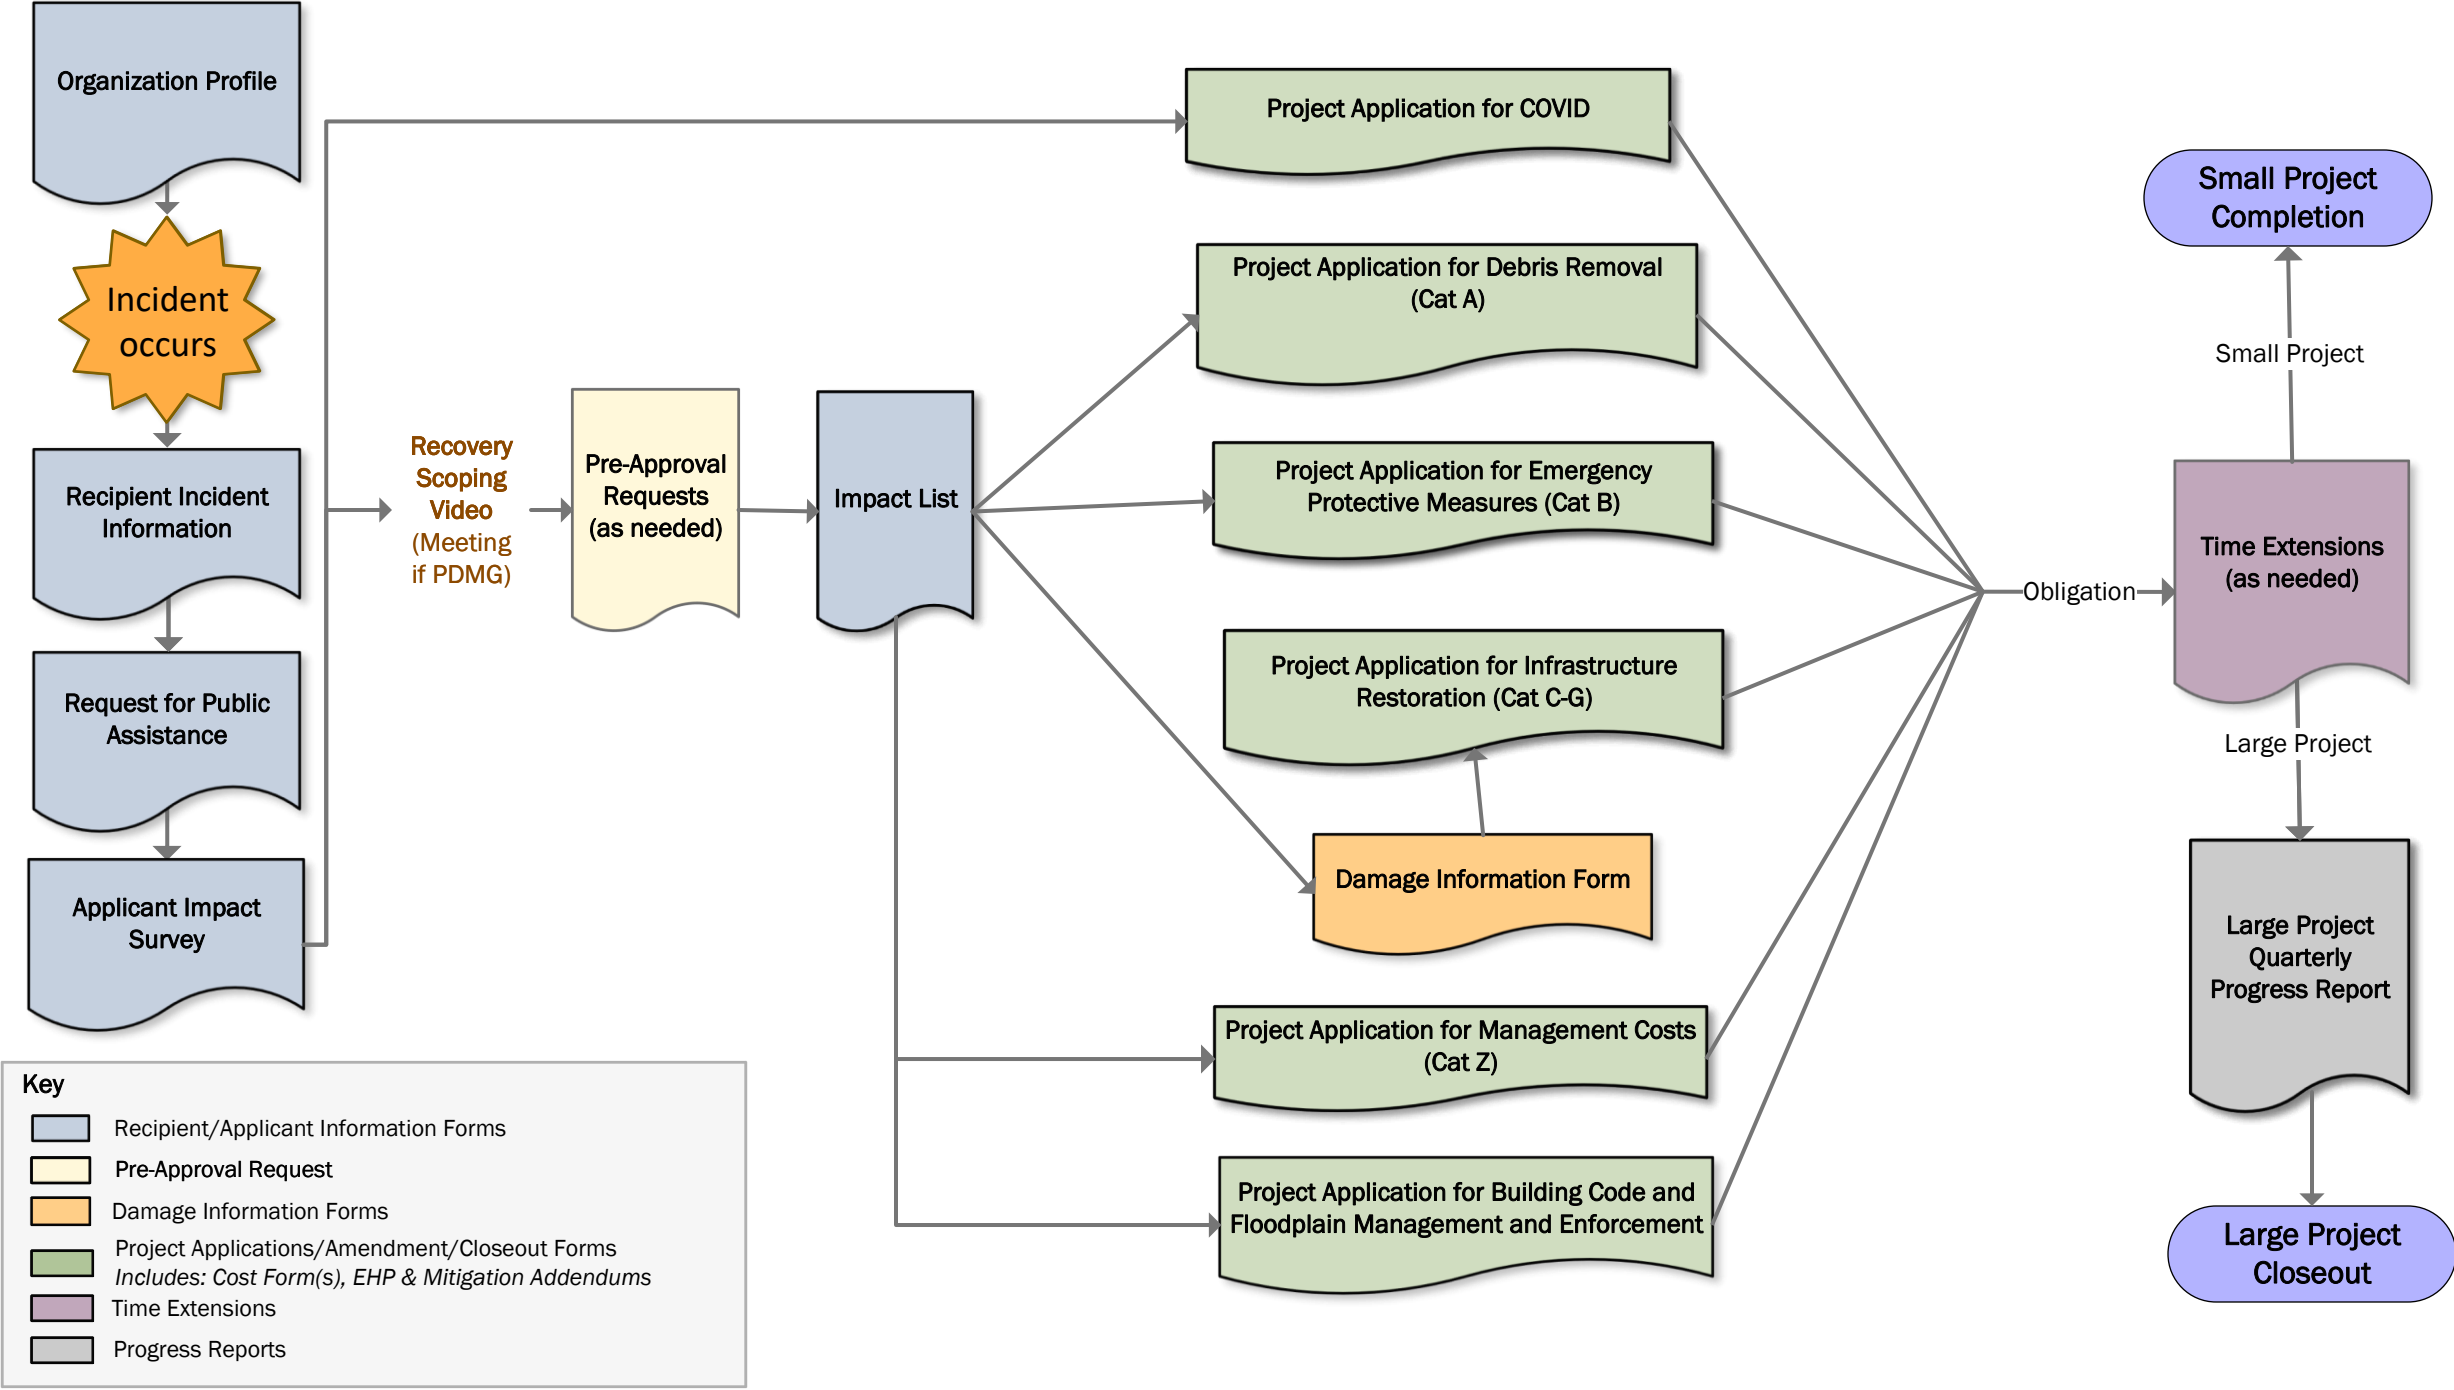 Organization Profile
Incident
occurs
Recipient Incident
Information
Request for Public
Assistance
Applicant Impact
Survey
Recovery
Scoping
Video
(Meeting
if PDMG)
Pre-Approval
Requests
(as needed)
Impact List
Project Application for COVID
Project Application for Debris Removal
(Cat A)
Project Application for Emergency
Protective Measures (Cat B)
Project Application for Infrastructure
Restoration (Cat C-G)
Damage Information Form
Project Application for Management Costs
(Cat Z)
Project Application for Building Code and
Floodplain Management and Enforcement
Obligation
Small Project
Completion
Small Project
Time Extensions
(as needed)
Large Project
Large Project
Quarterly
Progress Report
Large Project
Closeout
Key
Recipient/Applicant Information Forms
Pre-Approval Request
Damage Information Forms
Project Applications/Amendment/Closeout Forms
Includes: Cost Form(s), EHP & Mitigation Addendums
Time Extensions
Progress Reports